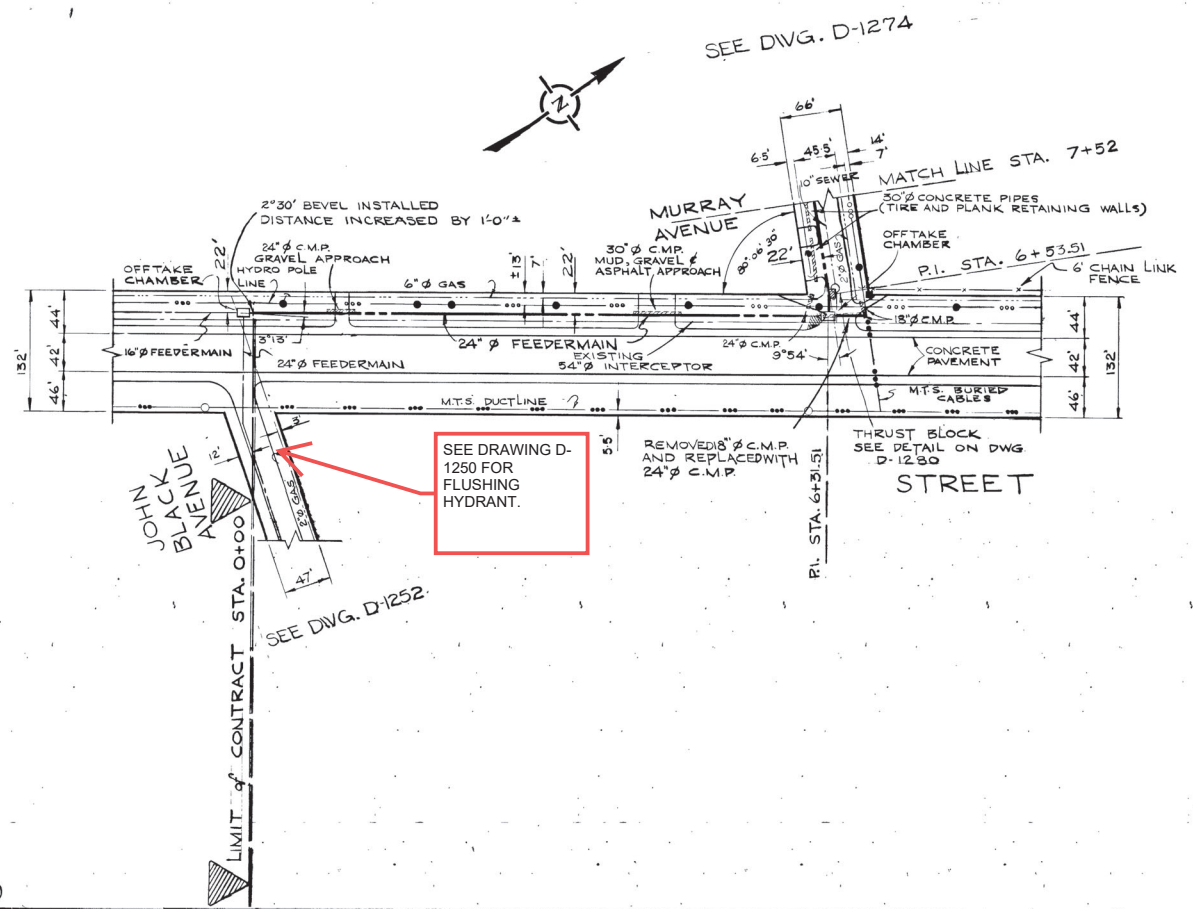 SEE DWG. D-1274
N
66'
6.5'
45.5'
14'
7'
10" SEWER
MATCH LINE STA. 7+52
30"Ø CONCRETE PIPES
(TIRE AND PLANK RETAINING WALLS)
MURRAY
AVENUE
2°30' BEVEL INSTALLED
DISTANCE INCREASED BY 1'-0"±
24"Ø C.M.P.
GRAVEL APPROACH
HYDRO POLE
LINE
OFFTAKE
CHAMBER
22'
6"Ø GAS
7'
22'
30"Ø C.M.P.
MUD, GRAVEL &
ASPHALT APPROACH
80°06'30"
22'
2"Ø GAS
OFFTAKE
CHAMBER
P.I. STA. 6+53.51
6' CHAIN LINK
FENCE
44'
42'
46'
132'
16"Ø FEEDERMAIN
3°13'
24"Ø FEEDERMAIN
24"Ø FEEDERMAIN
EXISTING
54"Ø INTERCEPTOR
24"Ø C.M.P.
9°54'
18"Ø C.M.P.
CONCRETE
PAVEMENT
44'
42'
46'
132'
M.T.S. DUCTLINE
M.T.S. BURIED
CABLES
5.5'
REMOVED 18"Ø C.M.P.
AND REPLACED WITH
24"Ø C.M.P.
THRUST BLOCK
SEE DETAIL ON DWG.
D-1280
STREET
P.I. STA. 6+31.51
12'
3'
2"Ø GAS
47'
JOHN
BLACK
AVENUE
SEE DRAWING D-
1250 FOR
FLUSHING
HYDRANT.
SEE DWG. D-1252
LIMIT of CONTRACT STA. 0+00